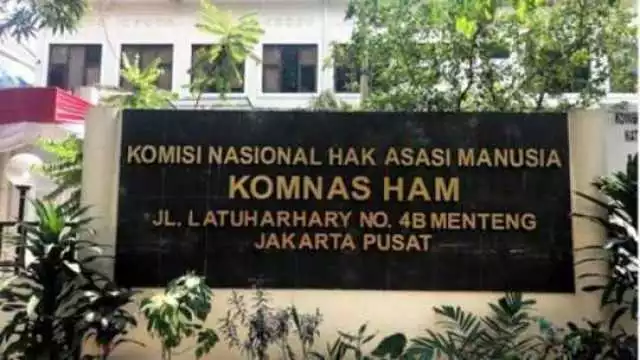 KOMISI NASIONAL HAK ASASI MANUSIA
KOMNAS HAM
JL. LATUHARHARY NO. 4B MENTENG
JAKARTA PUSAT